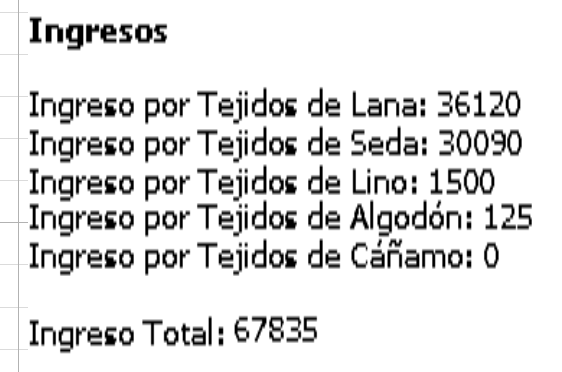 Ingresos
Ingreso por Tejidos de Lana: 36120
Ingreso por Tejidos de Seda: 30090
Ingreso por Tejidos de Lino: 1500
Ingreso por Tejidos de Algodón: 125
Ingreso por Tejidos de Cáñamo: 0
Ingreso Total: 67835